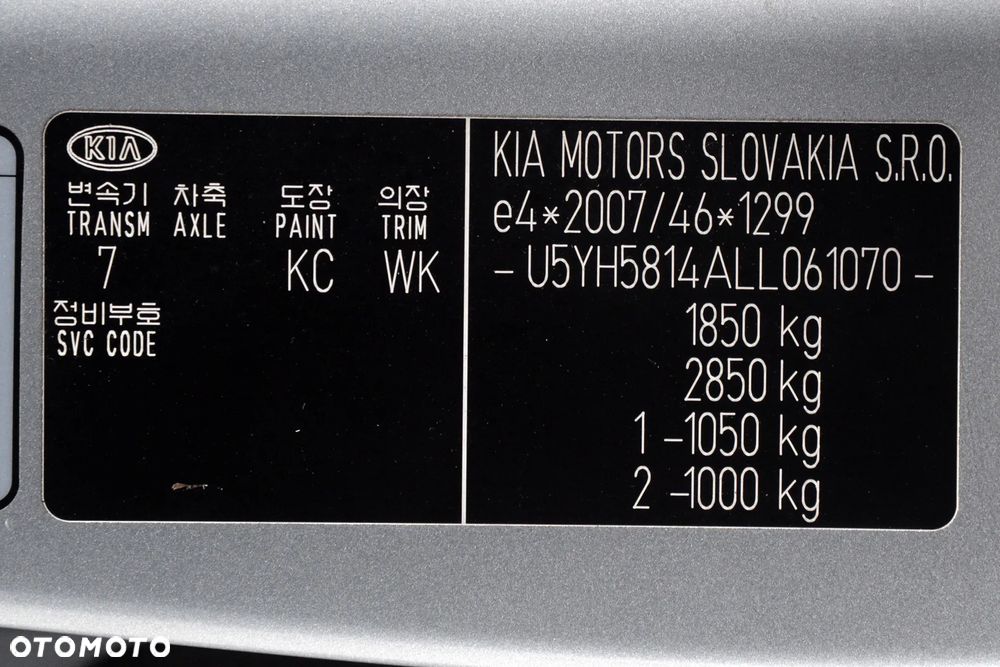 KIA
변속기 차축 도장 의장
TRANSM AXLE PAINT TRIM
7 KC WK
정비부호
SVC CODE
KIA MOTORS SLOVAKIA S.R.O.
e4*2007/46*1299
- U5YH5814ALL061070 -
1850 kg
2850 kg
1 -1050 kg
2 -1000 kg
OTOMOTO